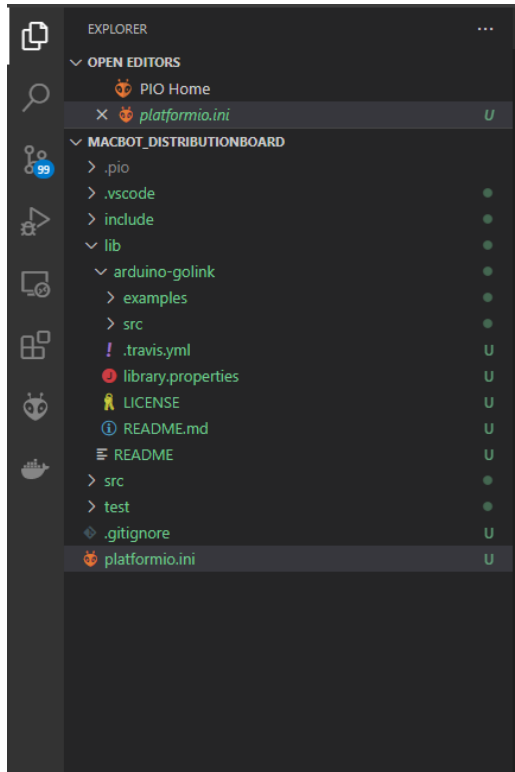 EXPLORER
OPEN EDITORS
PIO Home
platformio.ini U
MACBOT_DISTRIBUTIONBOARD
.pio
.vscode
include
lib
arduino-golink
examples
src
! .travis.yml U
J library.properties U
LICENSE U
README.md U
README U
src
test
.gitignore U
platformio.ini U
99